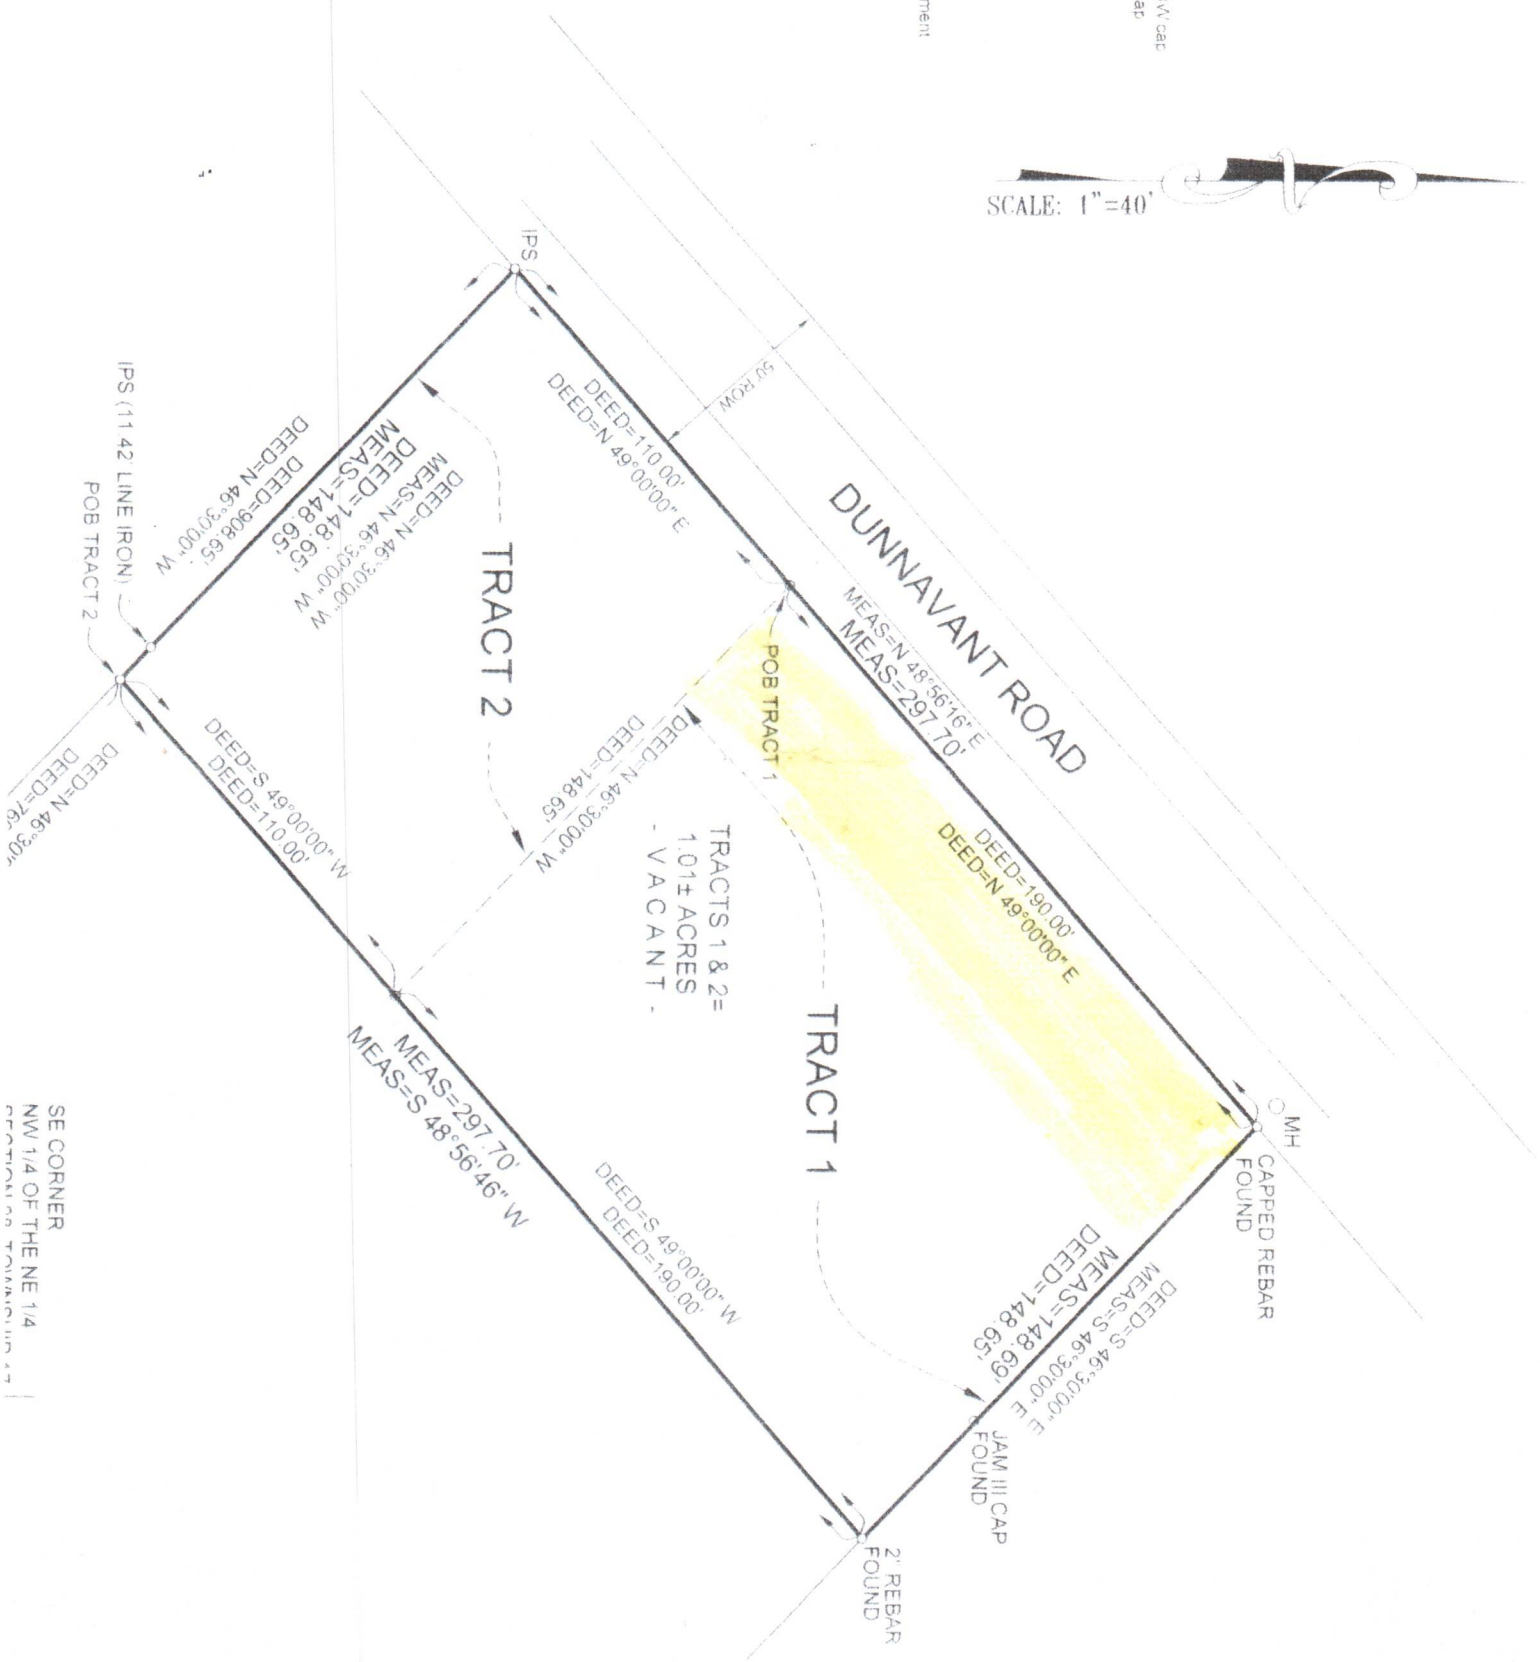 SCALE: 1"=40'
DUNNAVANT ROAD
50' ROW
MEAS=N 48°56'16" E
MEAS=297.70'
DEED=110.00'
DEED=N 49°00'00" E
DEED=190.00'
DEED=N 49°00'00" E
IPS
MH
CAPPED REBAR
FOUND
POB TRACT 1
DEED=S 46°30'00" E
MEAS=S 46°30'00" E
MEAS=148.69'
DEED=148.65'
JAM III CAP
FOUND
2' REBAR
FOUND
TRACT 1
TRACTS 1 & 2=
1.01± ACRES
- VACANT -
DEED=N 46°30'00" W
DEED=148.65'
TRACT 2
DEED=N 46°30'00" W
MEAS=N 46°30'00" W
DEED=148.65'
MEAS=148.65'
DEED=908.65'
DEED=N 46°30'00" W
IPS (11.42' LINE IRON)
POB TRACT 2
DEED=S 49°00'00" W
DEED=110.00'
DEED=S 49°00'00" W
DEED=190.00'
MEAS=297.70'
MEAS=S 48°56'46" W
DEED=N 46°30'
DEED=76
SE CORNER
NW 1/4 OF THE NE 1/4